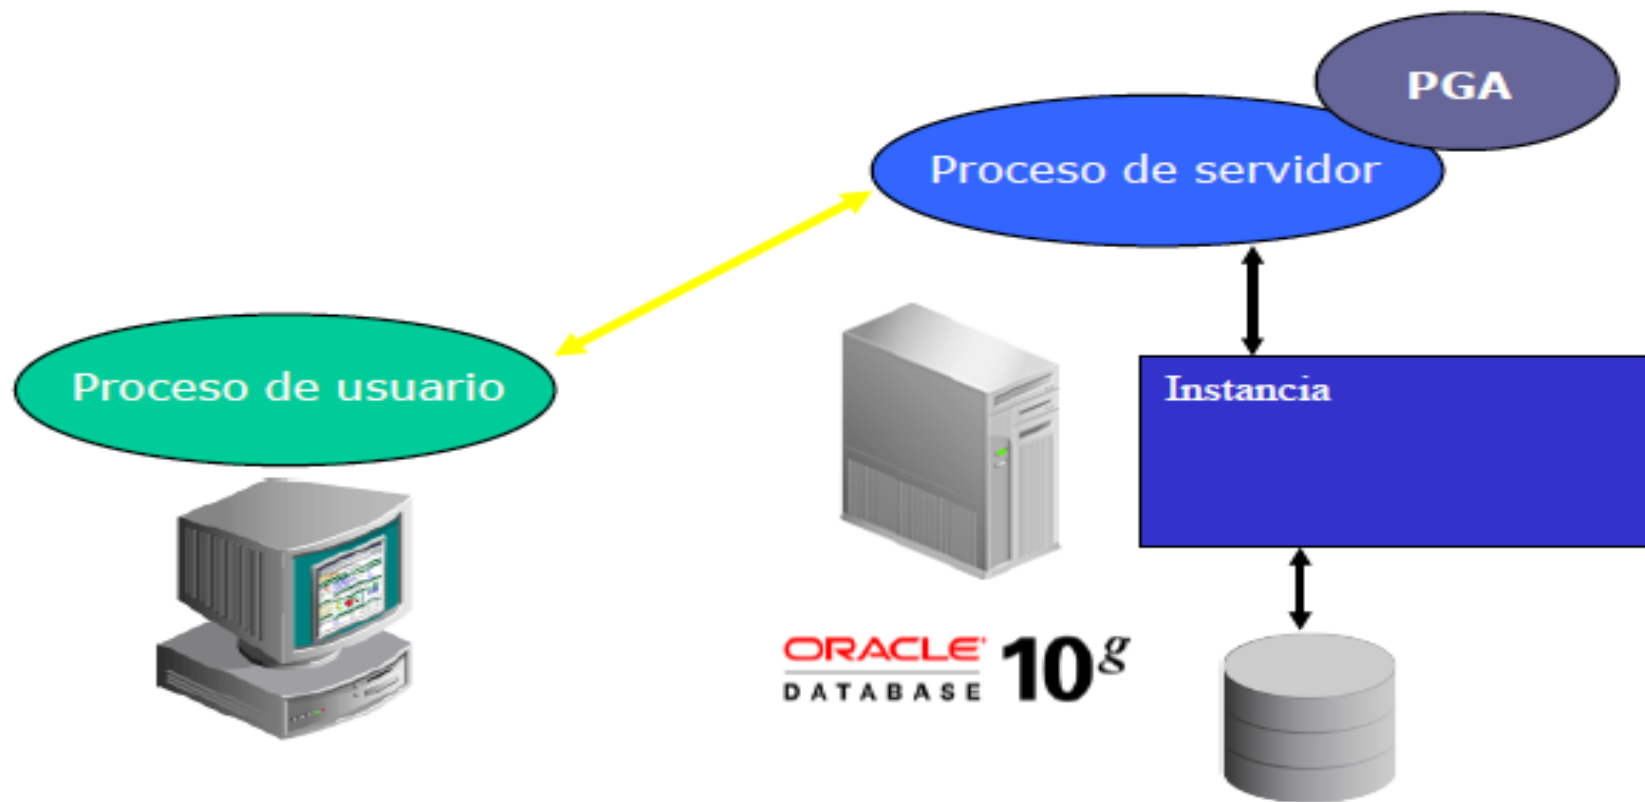 PGA
Proceso de servidor
Proceso de usuario
Instancia
ORACLE 10g
DATABASE